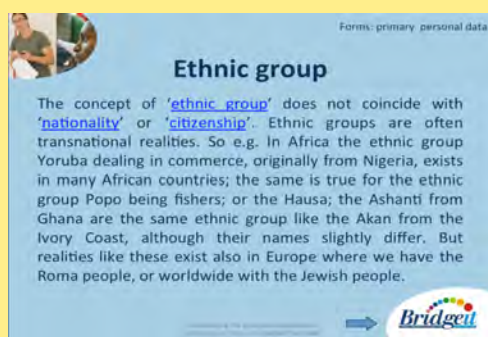 Forms: primary personal data
Ethnic group
The concept of ‘ethnic group’ does not coincide with
‘nationality’ or ‘citizenship’. Ethnic groups are often
transnational realities. So e.g. In Africa the ethnic group
Yoruba dealing in commerce, originally from Nigeria, exists
in many African countries; the same is true for the ethnic
group Popo being fishers; or the Hausa; the Ashanti from
Ghana are the same ethnic group like the Akan from the
Ivory Coast, although their names slightly differ. But
realities like these exist also in Europe where we have the
Roma people, or worldwide with the Jewish people.
Bridgeit